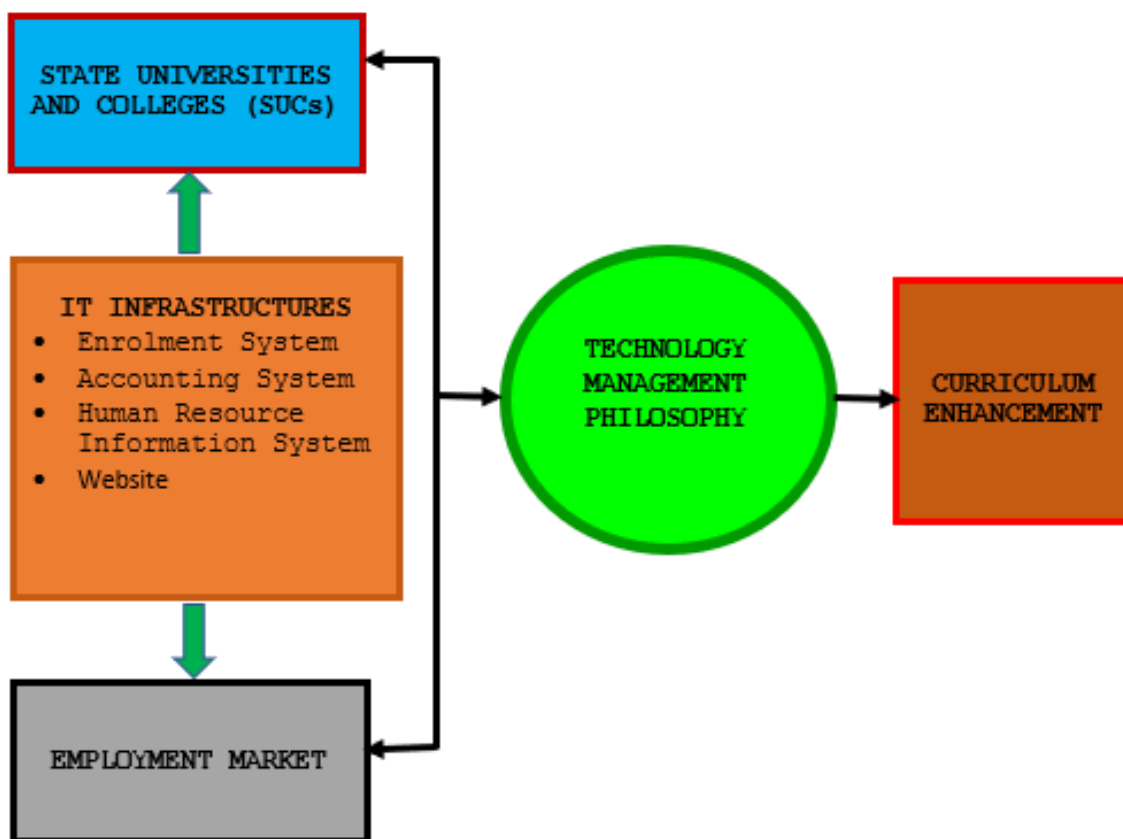 STATE UNIVERSITIES
AND COLLEGES (SUCs)
IT INFRASTRUCTURES
• Enrolment System
• Accounting System
• Human Resource
Information System
• Website
EMPLOYMENT MARKET
TECHNOLOGY
MANAGEMENT
PHILOSOPHY
CURRICULUM
ENHANCEMENT